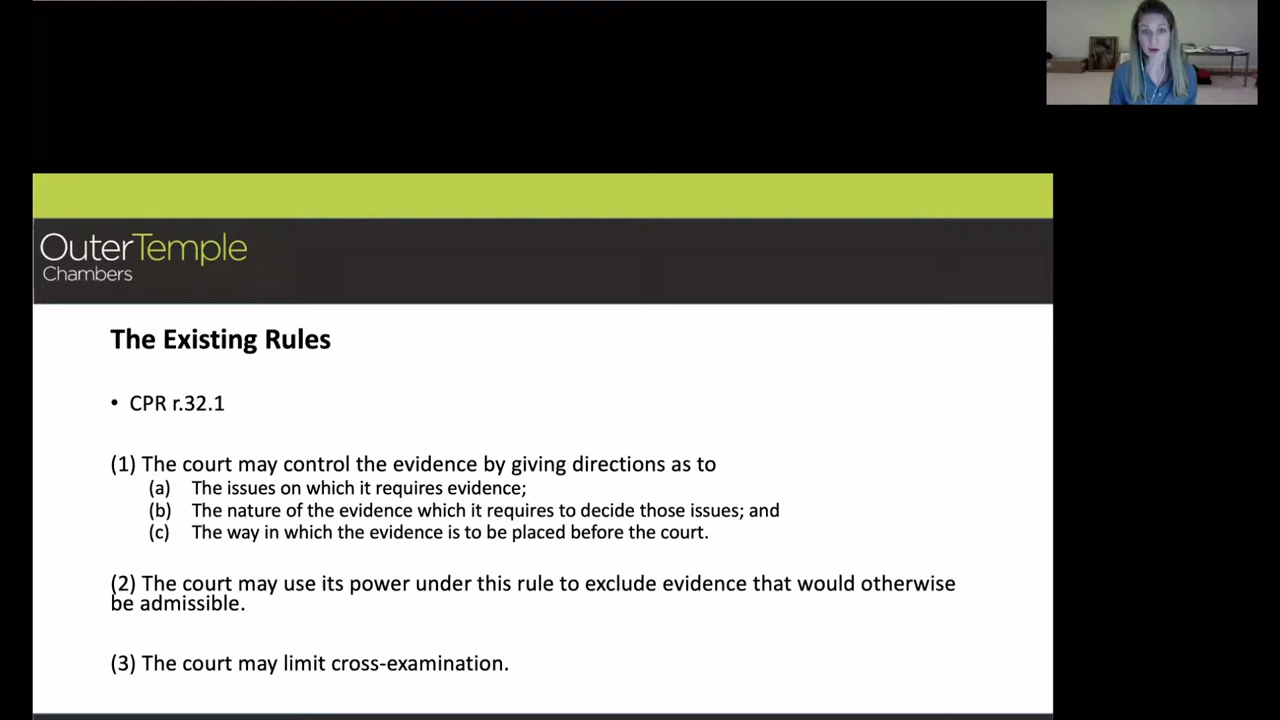 OuterTemple
Chambers
The Existing Rules
• CPR r.32.1
(1) The court may control the evidence by giving directions as to
(a) The issues on which it requires evidence;
(b) The nature of the evidence which it requires to decide those issues; and
(c) The way in which the evidence is to be placed before the court.
(2) The court may use its power under this rule to exclude evidence that would otherwise
be admissible.
(3) The court may limit cross-examination.